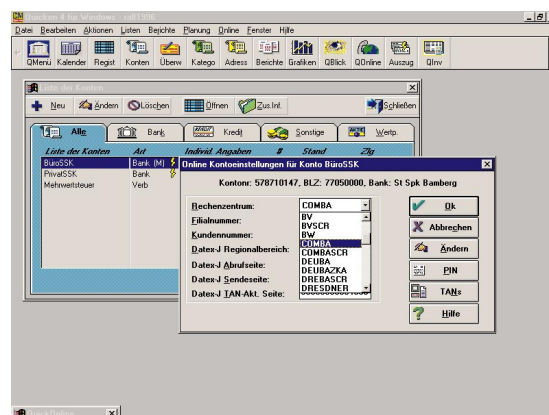 Quicken 4 für Windows - vall1996
Datei Bearbeiten Aktionen Listen Berichte Planung Online Fenster Hilfe
QMenü Kalender Regist Konten Überw Katego Adress Berichte Grafiken QBlick QOnline Auszug QInv
Liste der Konten
Neu Ändern Löschen Öffnen Zus.Inf. Schließen
Alle Bank Kredit Sonstige Wertp.
Liste der Konten Art Individ. Angaben # Stand Zlg
BüroSSK Bank (M)
PrivatSSK Bank
Mehrwertsteuer Verb
Online Kontoeinstellungen für Konto BüroSSK
Kontonr: 578710147, BLZ: 77050000, Bank: St Spk Bamberg
Rechenzentrum: COMBA
Filialnummer:
Kundennummer:
Datex-J Regionalbereich:
Datex-J Abrufseite:
Datex-J Sendeseite:
Datex-J TAN-Akt. Seite:
BV
BVSCR
BW
COMBA
COMBASCR
DEUBA
DEUBAZKA
DREBASCR
DRESDNER
Ok
Abbrechen
Ändern
PIN
TANs
Hilfe